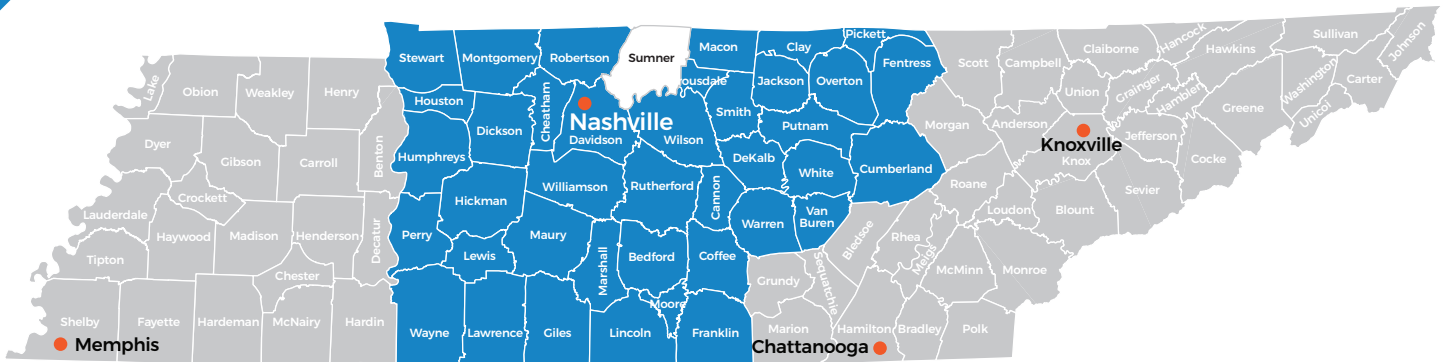 Stewart
Montgomery
Robertson
Sumner
Macon
Clay
Pickett
Fentress
Scott
Campbell
Claiborne
Hancock
Hawkins
Sullivan
Johnson
Lake
Obion
Weakley
Henry
Houston
Cheatham
ousdale
Jackson
Overton
Union
Grainger
Hamblen
Washington
Carter
Greene
Unicoi
Dyer
Gibson
Carroll
Benton
Humphreys
Dickson
Nashville
Davidson
Wilson
Smith
Putnam
DeKalb
White
Cumberland
Morgan
Anderson
Knoxville
Knox
Jefferson
Cocke
Sevier
Lauderdale
Crockett
Haywood
Madison
Henderson
Decatur
Perry
Hickman
Williamson
Rutherford
Cannon
Warren
Van
Buren
Roane
Loudon
Blount
Tipton
Chester
Lewis
Maury
Marshall
Bedford
Coffee
Grundy
Sequatchie
Bledsoe
Rhea
Meigs
McMinn
Monroe
Shelby
Fayette
Hardeman
McNairy
Hardin
Wayne
Lawrence
Giles
Lincoln
Moore
Franklin
Marion
Hamilton
Bradley
Polk
Memphis
Chattanooga